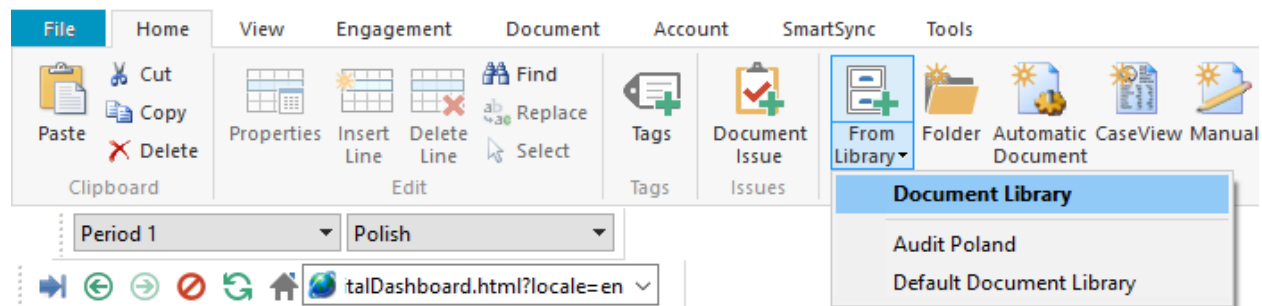 File Home View Engagement Document Account SmartSync Tools
Paste
Cut
Copy
Delete
Clipboard
Properties
Insert Line
Delete Line
Find
Replace
Select
Edit
Tags
Tags
Document Issue
Issues
From Library
Folder
Automatic Document
CaseView
Manual
Document Library
Audit Poland
Default Document Library
Period 1
Polish
italDashboard.html?locale=en